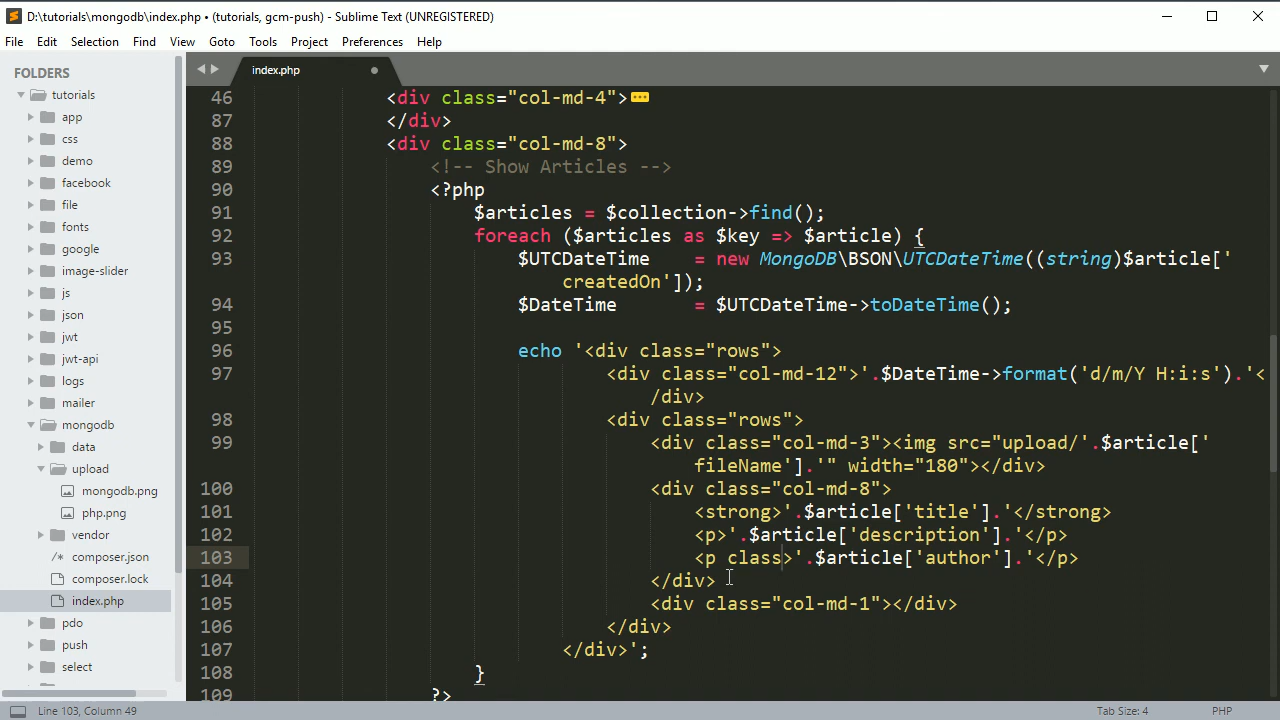 D:\tutorials\mongodb\index.php • (tutorials, gcm-push) - Sublime Text (UNREGISTERED)
File Edit Selection Find View Goto Tools Project Preferences Help
FOLDERS
tutorials
app
css
demo
facebook
file
fonts
google
image-slider
js
json
jwt
jwt-api
logs
mailer
mongodb
data
upload
mongodb.png
php.png
vendor
composer.json
composer.lock
index.php
pdo
push
select
index.php
46 <div class="col-md-4">
87 </div>
88 <div class="col-md-8">
89 <!-- Show Articles -->
90 <?php
91 $articles = $collection->find();
92 foreach ($articles as $key => $article) {
93 $UTCDateTime = new MongoDB\BSON\UTCDateTime((string)$article['
createdOn']);
94 $DateTime = $UTCDateTime->toDateTime();
95
96 echo '<div class="rows">
97 <div class="col-md-12">'.$DateTime->format('d/m/Y H:i:s').'<
/div>
98 <div class="rows">
99 <div class="col-md-3"><img src="upload/'.$article['
fileName'].'" width="180"></div>
100 <div class="col-md-8">
101 <strong>'.$article['title'].'</strong>
102 <p>'.$article['description'].'</p>
103 <p class>'.$article['author'].'</p>
104 </div>
105 <div class="col-md-1"></div>
106 </div>
107 </div>';
108 }
109 ?>
Line 103, Column 49 Tab Size: 4 PHP